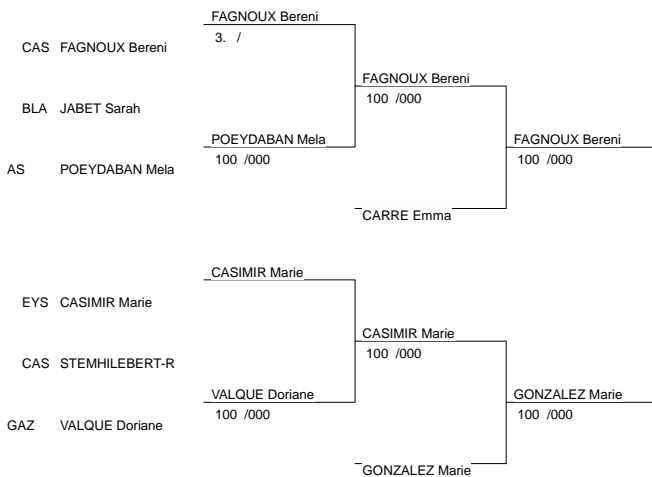 FAGNOUX Bereni
3. /
CAS FAGNOUX Bereni
FAGNOUX Bereni
100 /000
BLA JABET Sarah
POEYDABAN Mela
100 /000
FAGNOUX Bereni
100 /000
AS POEYDABAN Mela
CARRE Emma
CASIMIR Marie
EYS CASIMIR Marie
CASIMIR Marie
100 /000
CAS STEMHILEBERT-R
VALQUE Doriane
100 /000
GONZALEZ Marie
100 /000
GAZ VALQUE Doriane
GONZALEZ Marie